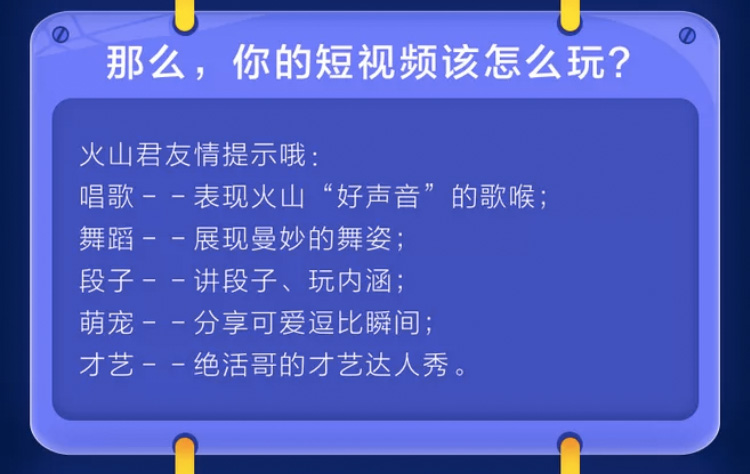 那么，你的短视频该怎么玩？
火山君友情提示哦：
唱歌－－表现火山“好声音”的歌喉；
舞蹈－－展现曼妙的舞姿；
段子－－讲段子、玩内涵；
萌宠－－分享可爱逗比瞬间；
才艺－－绝活哥的才艺达人秀。